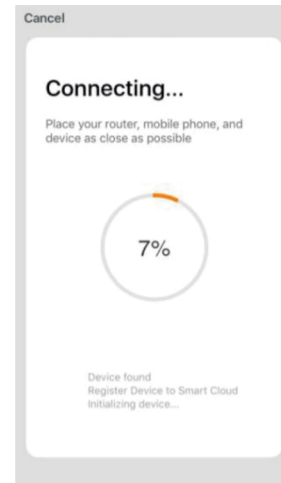 Cancel
Connecting...
Place your router, mobile phone, and
device as close as possible
7%
Device found
Register Device to Smart Cloud
Initializing device...